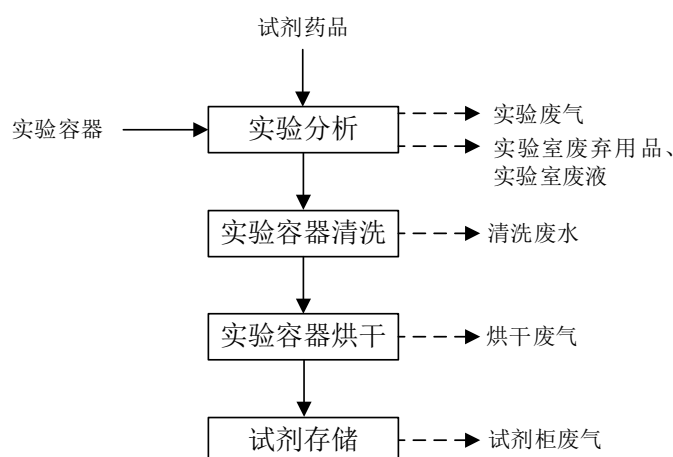 试剂药品
实验容器
实验分析
实验废气
实验室废弃用品、
实验室废液
实验容器清洗
清洗废水
实验容器烘干
烘干废气
试剂存储
试剂柜废气